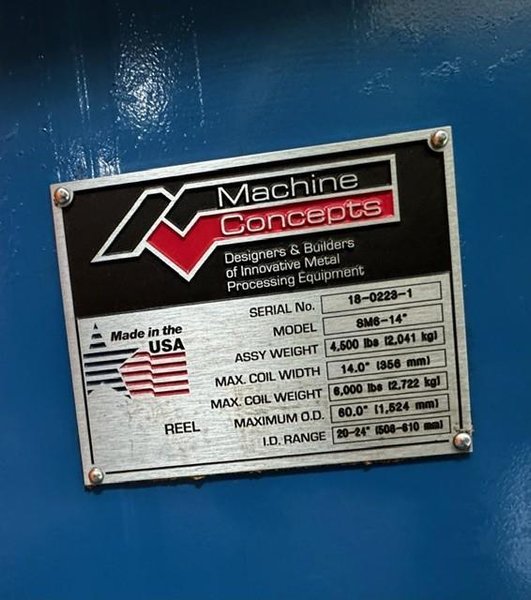 Machine
Concepts
Designers & Builders
of Innovative Metal
Processing Equipment
Made in the
USA
SERIAL No. 18-0223-1
MODEL SM6-14"
ASSY WEIGHT 4,500 lbs (2,041 kg)
MAX. COIL WIDTH 14.0" (356 mm)
MAX. COIL WEIGHT 6,000 lbs (2,722 kg)
REEL MAXIMUM O.D. 60.0" (1,524 mm)
I.D. RANGE 20-24" (508-610 mm)